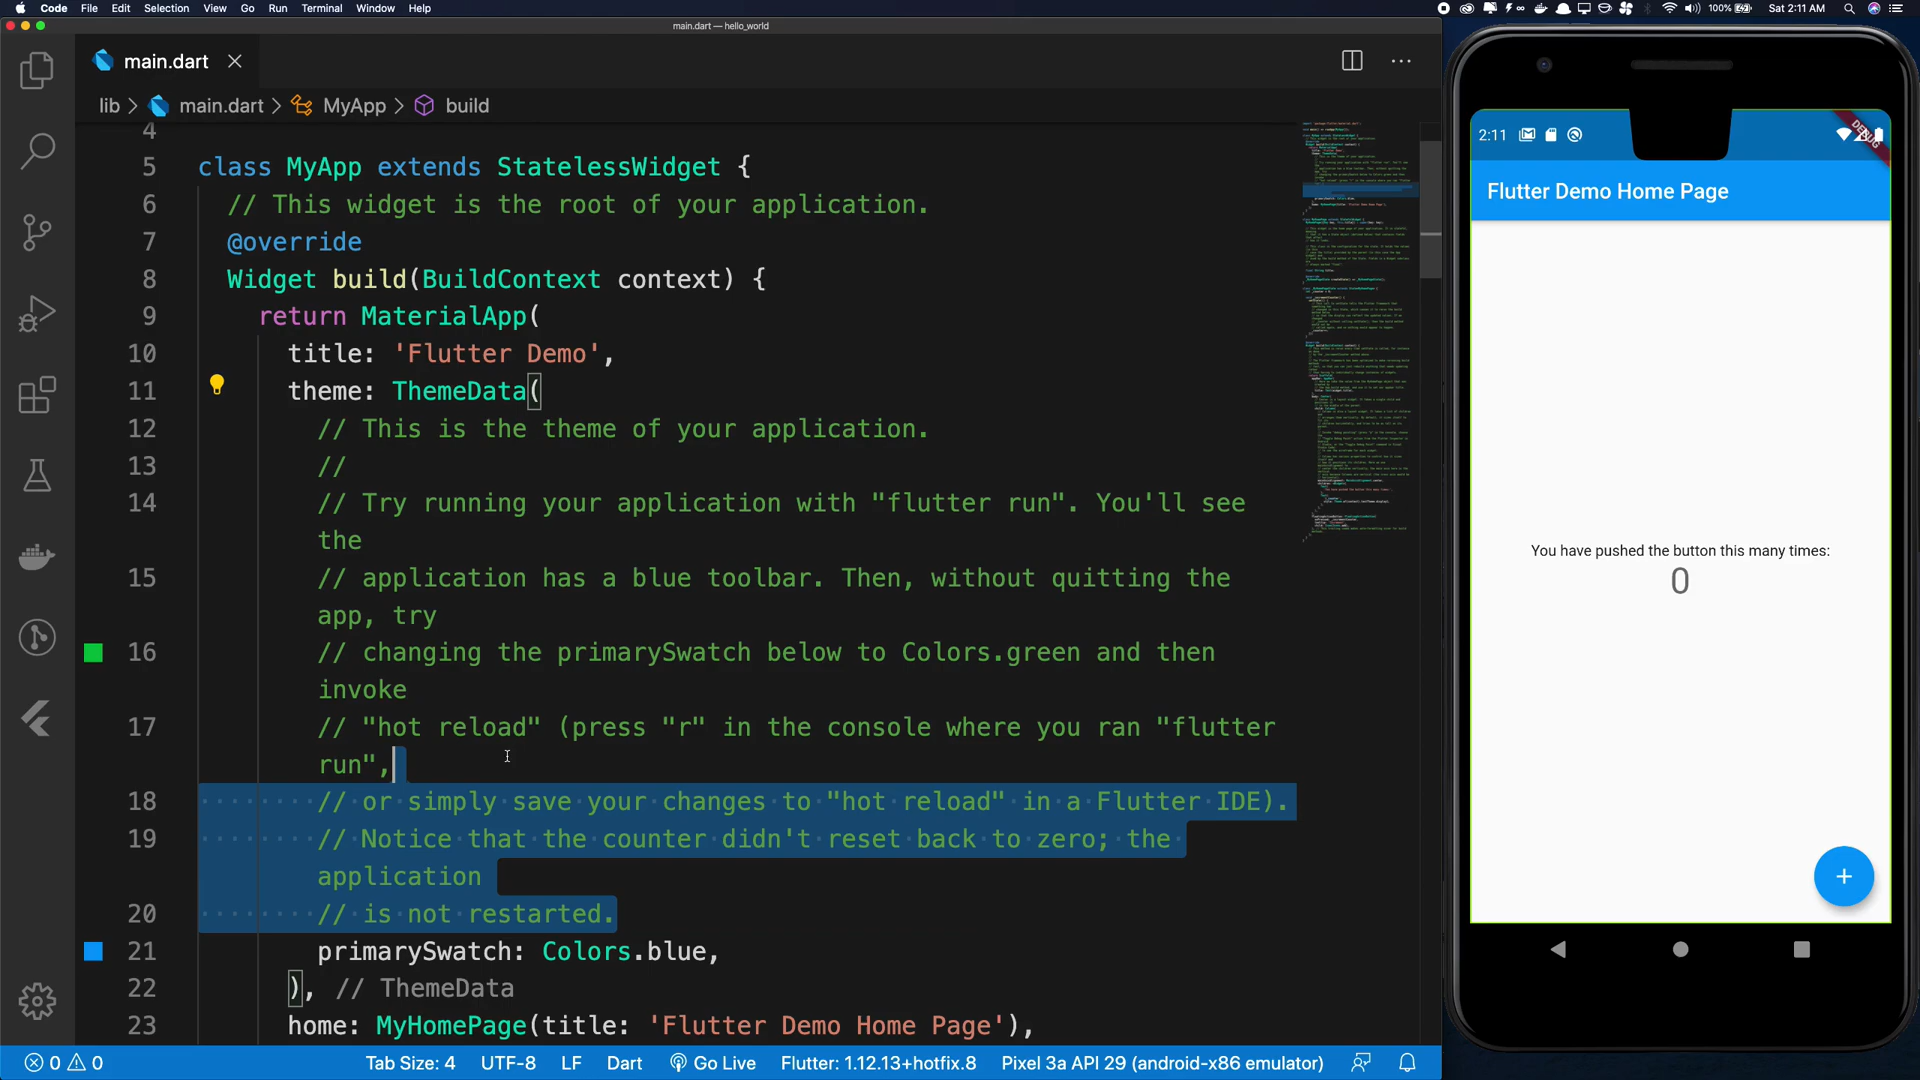 Code File Edit Selection View Go Run Terminal Window Help
100% Sat 2:11 AM
main.dart — hello_world
main.dart
lib > main.dart > MyApp > build
4
5 class MyApp extends StatelessWidget {
6 // This widget is the root of your application.
7 @override
8 Widget build(BuildContext context) {
9 return MaterialApp(
10 title: 'Flutter Demo',
11 theme: ThemeData(
12 // This is the theme of your application.
13 //
14 // Try running your application with "flutter run". You'll see
the
15 // application has a blue toolbar. Then, without quitting the
app, try
16 // changing the primarySwatch below to Colors.green and then
invoke
17 // "hot reload" (press "r" in the console where you ran "flutter
run",
18 // or simply save your changes to "hot reload" in a Flutter IDE).
19 // Notice that the counter didn't reset back to zero; the
application
20 // is not restarted.
21 primarySwatch: Colors.blue,
22 ), // ThemeData
23 home: MyHomePage(title: 'Flutter Demo Home Page'),
0 0 Tab Size: 4 UTF-8 LF Dart Go Live Flutter: 1.12.13+hotfix.8 Pixel 3a API 29 (android-x86 emulator)
2:11
DEBUG
Flutter Demo Home Page
You have pushed the button this many times:
0
+